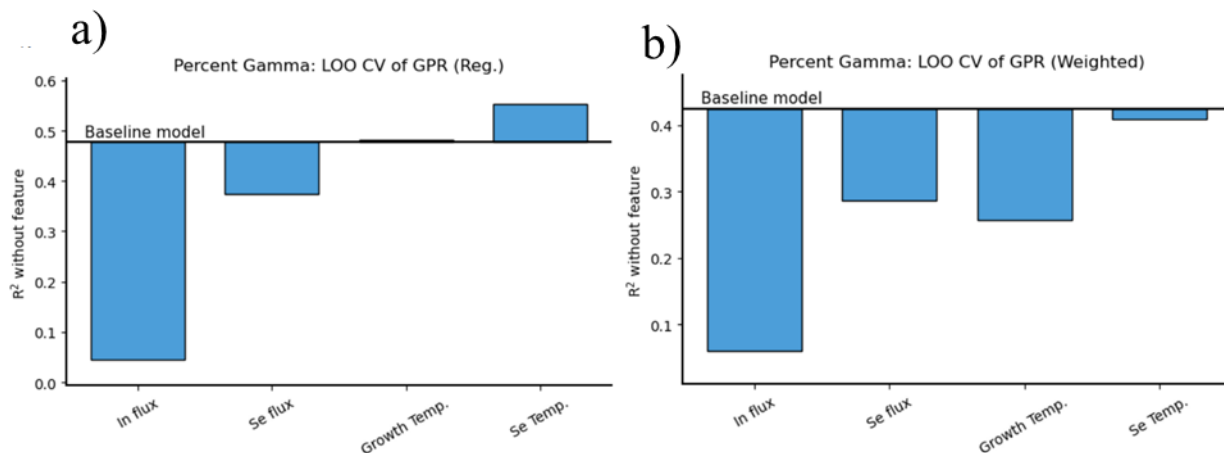 a)
Percent Gamma: LOO CV of GPR (Reg.)
Baseline model
R² without feature
0.6
0.5
0.4
0.3
0.2
0.1
0.0
In flux
Se flux
Growth Temp.
Se Temp.
b)
Percent Gamma: LOO CV of GPR (Weighted)
Baseline model
R² without feature
0.4
0.3
0.2
0.1
In flux
Se flux
Growth Temp.
Se Temp.